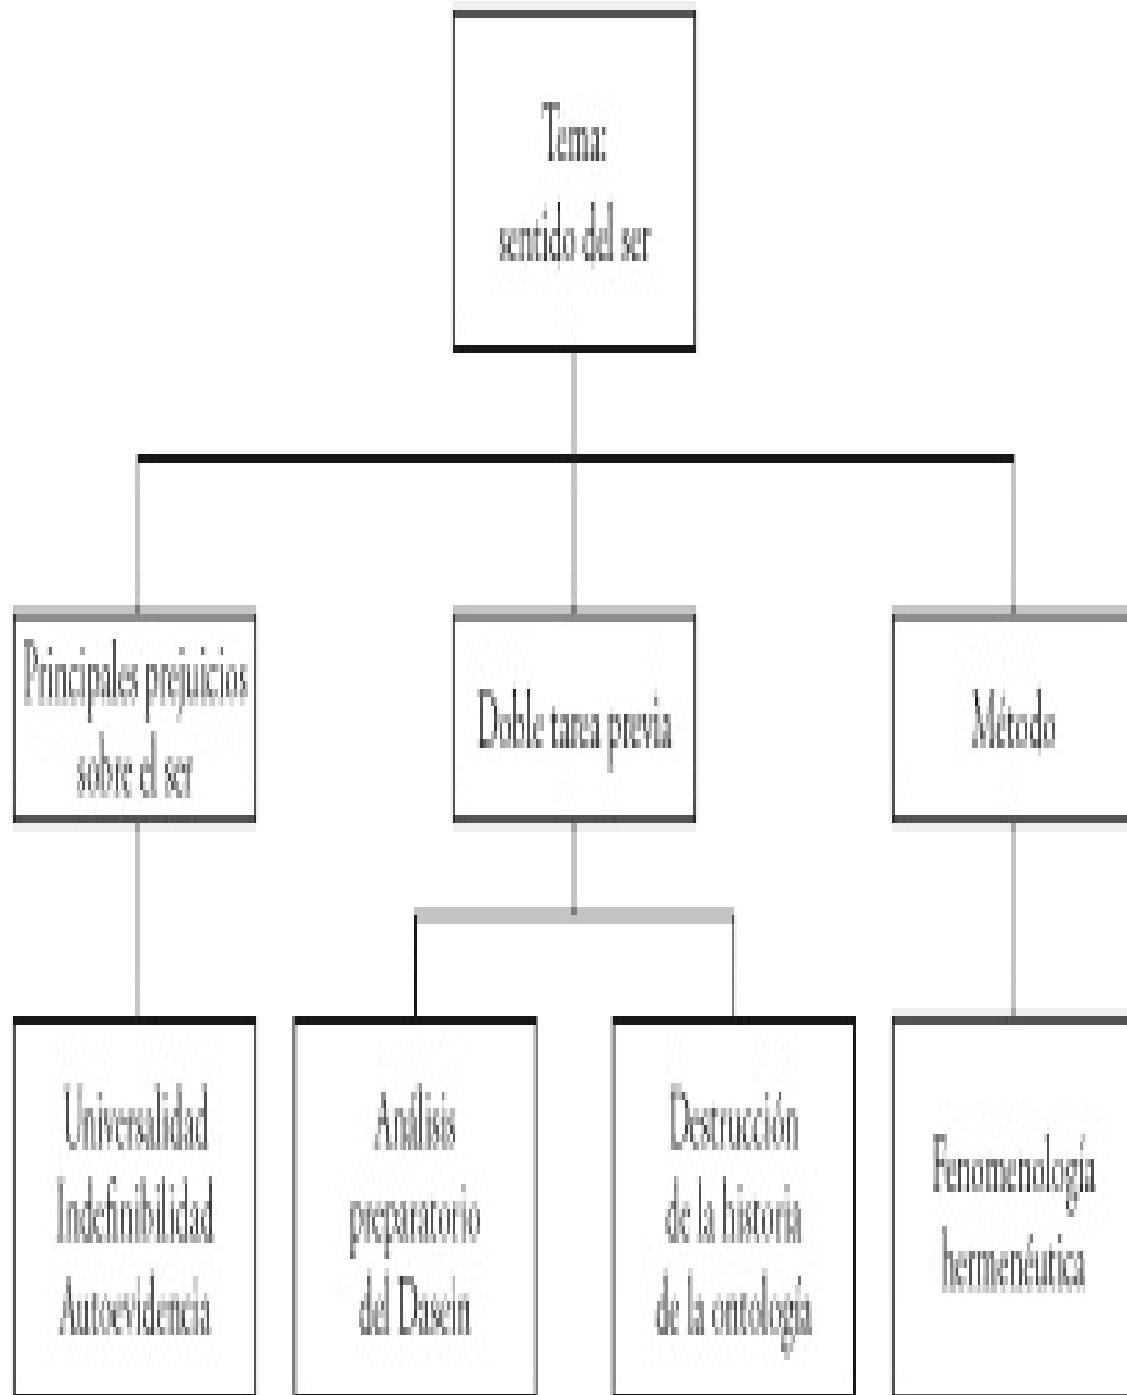 Tema:
sentido del ser
Principales prejuicios
sobre el ser
Doble tarea previa
Método
Universalidad
Indefinibilidad
Autoevidencia
Análisis
preparatorio
del Dasein
Destrucción
de la historia
de la ontología
Fenomenología
hermenéutica